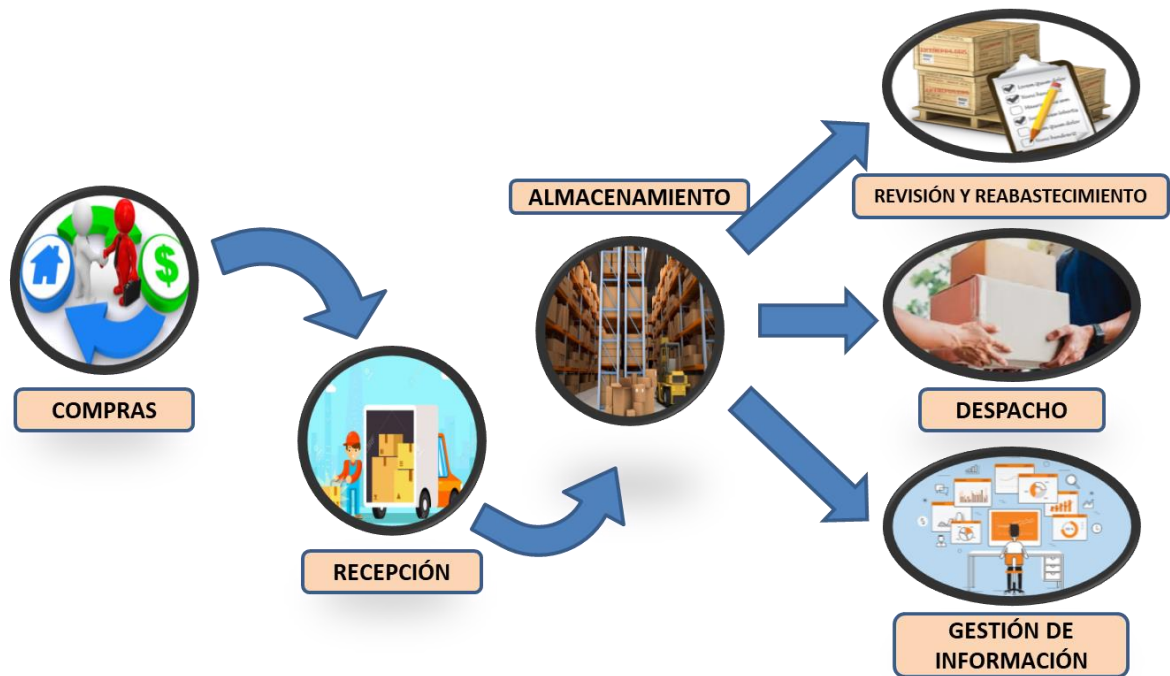 COMPRAS
RECEPCIÓN
ALMACENAMIENTO
REVISIÓN Y REABASTECIMIENTO
DESPACHO
GESTIÓN DE
INFORMACIÓN
$